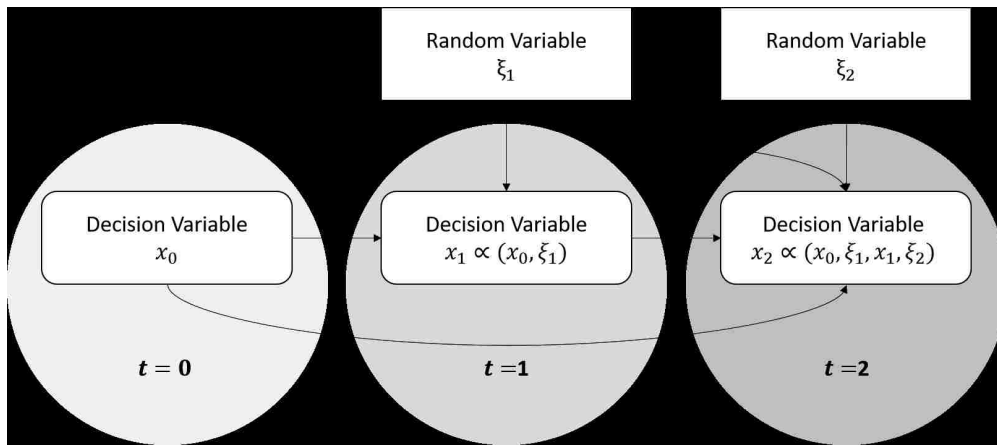 Random Variable
ξ₁
Random Variable
ξ₂
Decision Variable
x₀
Decision Variable
x₁ ∝ (x₀, ξ₁)
Decision Variable
x₂ ∝ (x₀, ξ₁, x₁, ξ₂)
t = 0
t =1
t =2